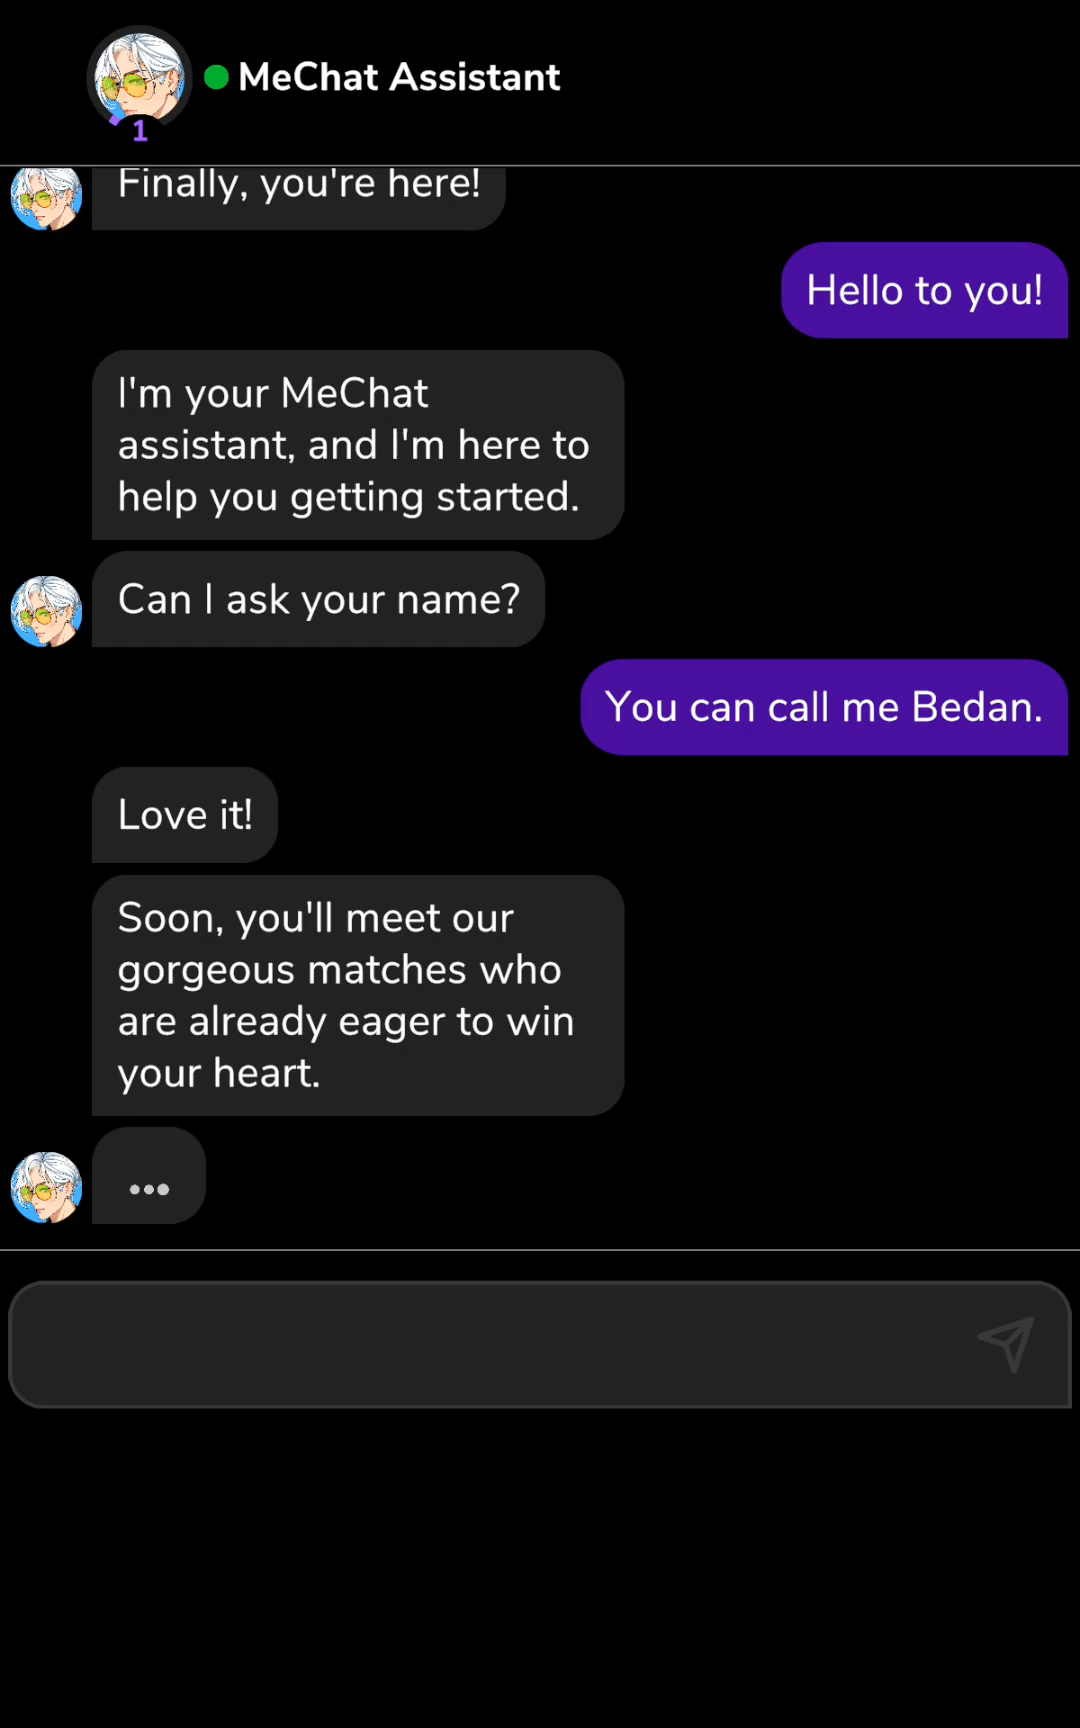 MeChat Assistant
1
Finally, you're here!
Hello to you!
I'm your MeChat
assistant, and I'm here to
help you getting started.
Can I ask your name?
You can call me Bedan.
Love it!
Soon, you'll meet our
gorgeous matches who
are already eager to win
your heart.
...